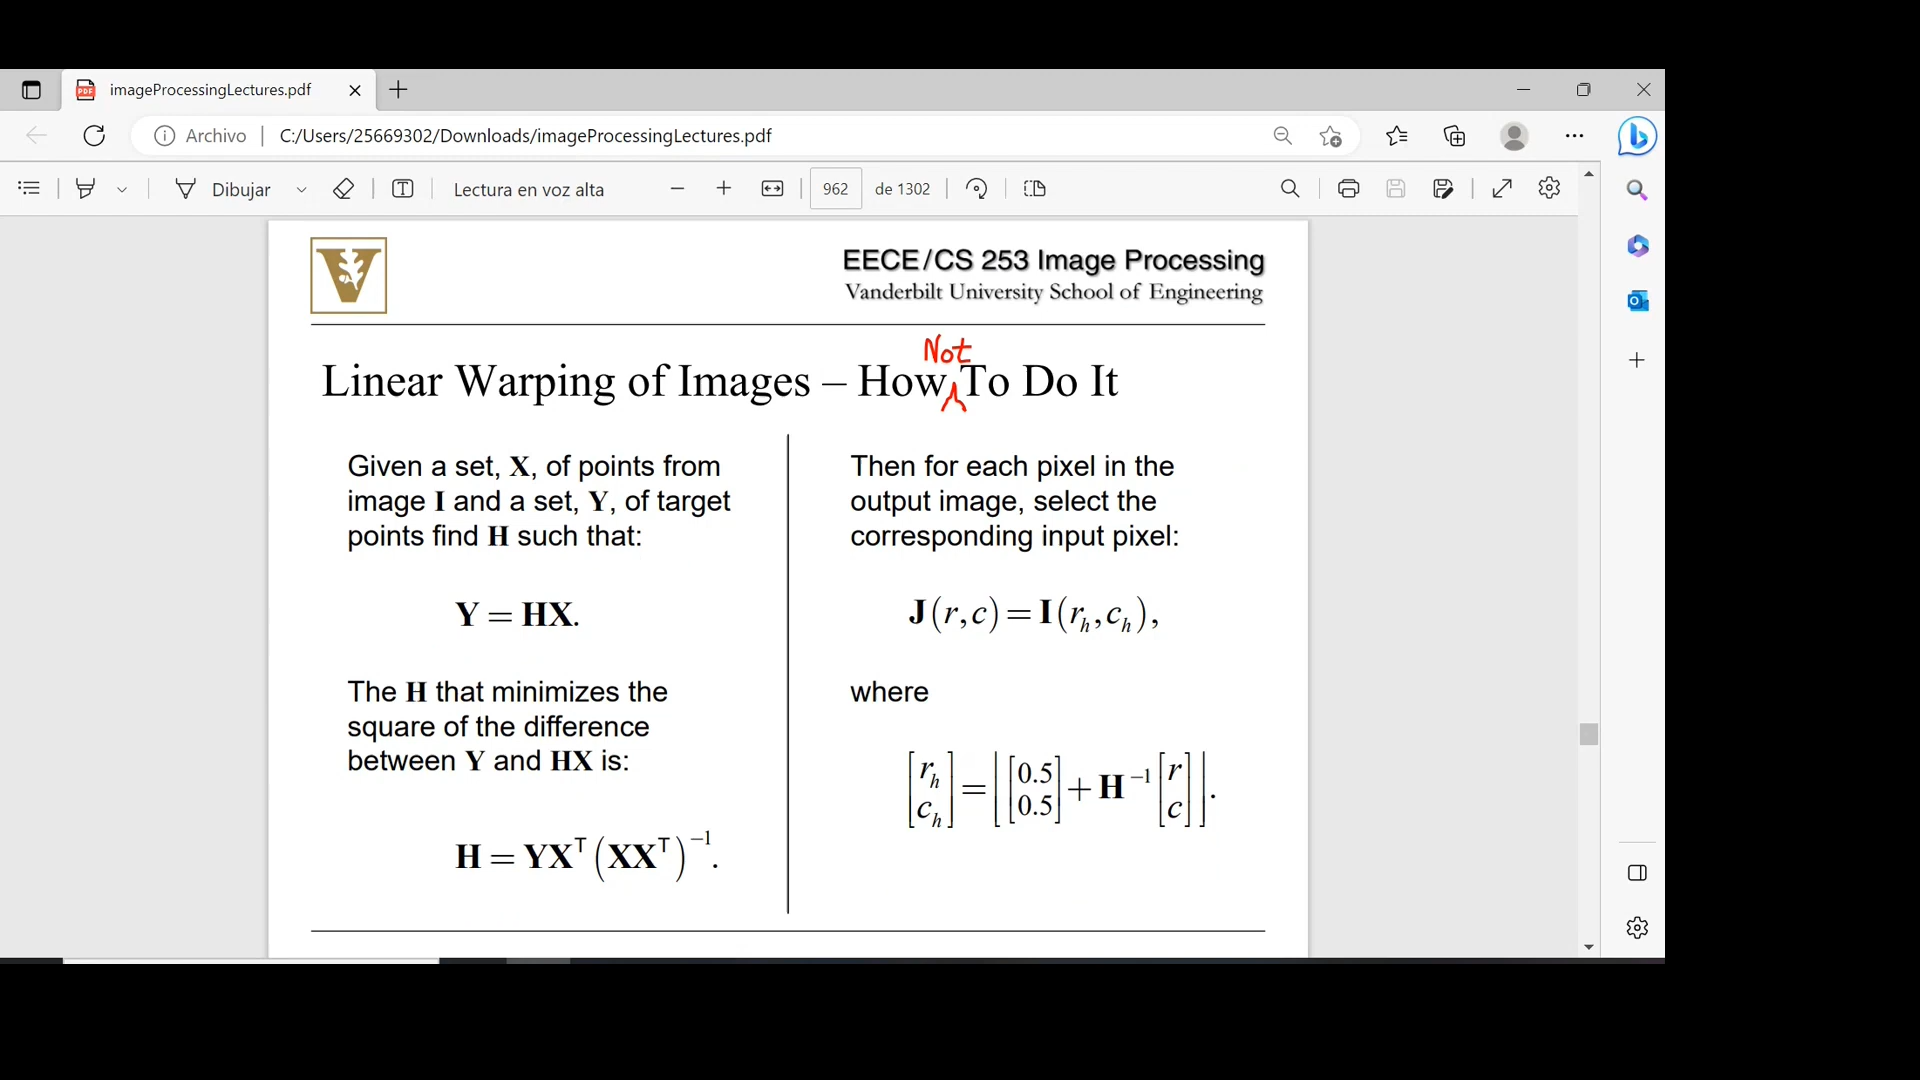 imageProcessingLectures.pdf
Archivo | C:/Users/25669302/Downloads/imageProcessingLectures.pdf
Dibujar Lectura en voz alta 962 de 1302
V
EECE/CS 253 Image Processing
Vanderbilt University School of Engineering
Not
Linear Warping of Images – How To Do It
Given a set, X, of points from
image I and a set, Y, of target
points find H such that:
Y = HX.
The H that minimizes the
square of the difference
between Y and HX is:
H = YXᵀ(XXᵀ)⁻¹.
Then for each pixel in the
output image, select the
corresponding input pixel:
J(r,c) = I(r_h,c_h),
where
[r_h c_h] = ⌊[0.5 0.5] + H⁻¹[r c]⌋.